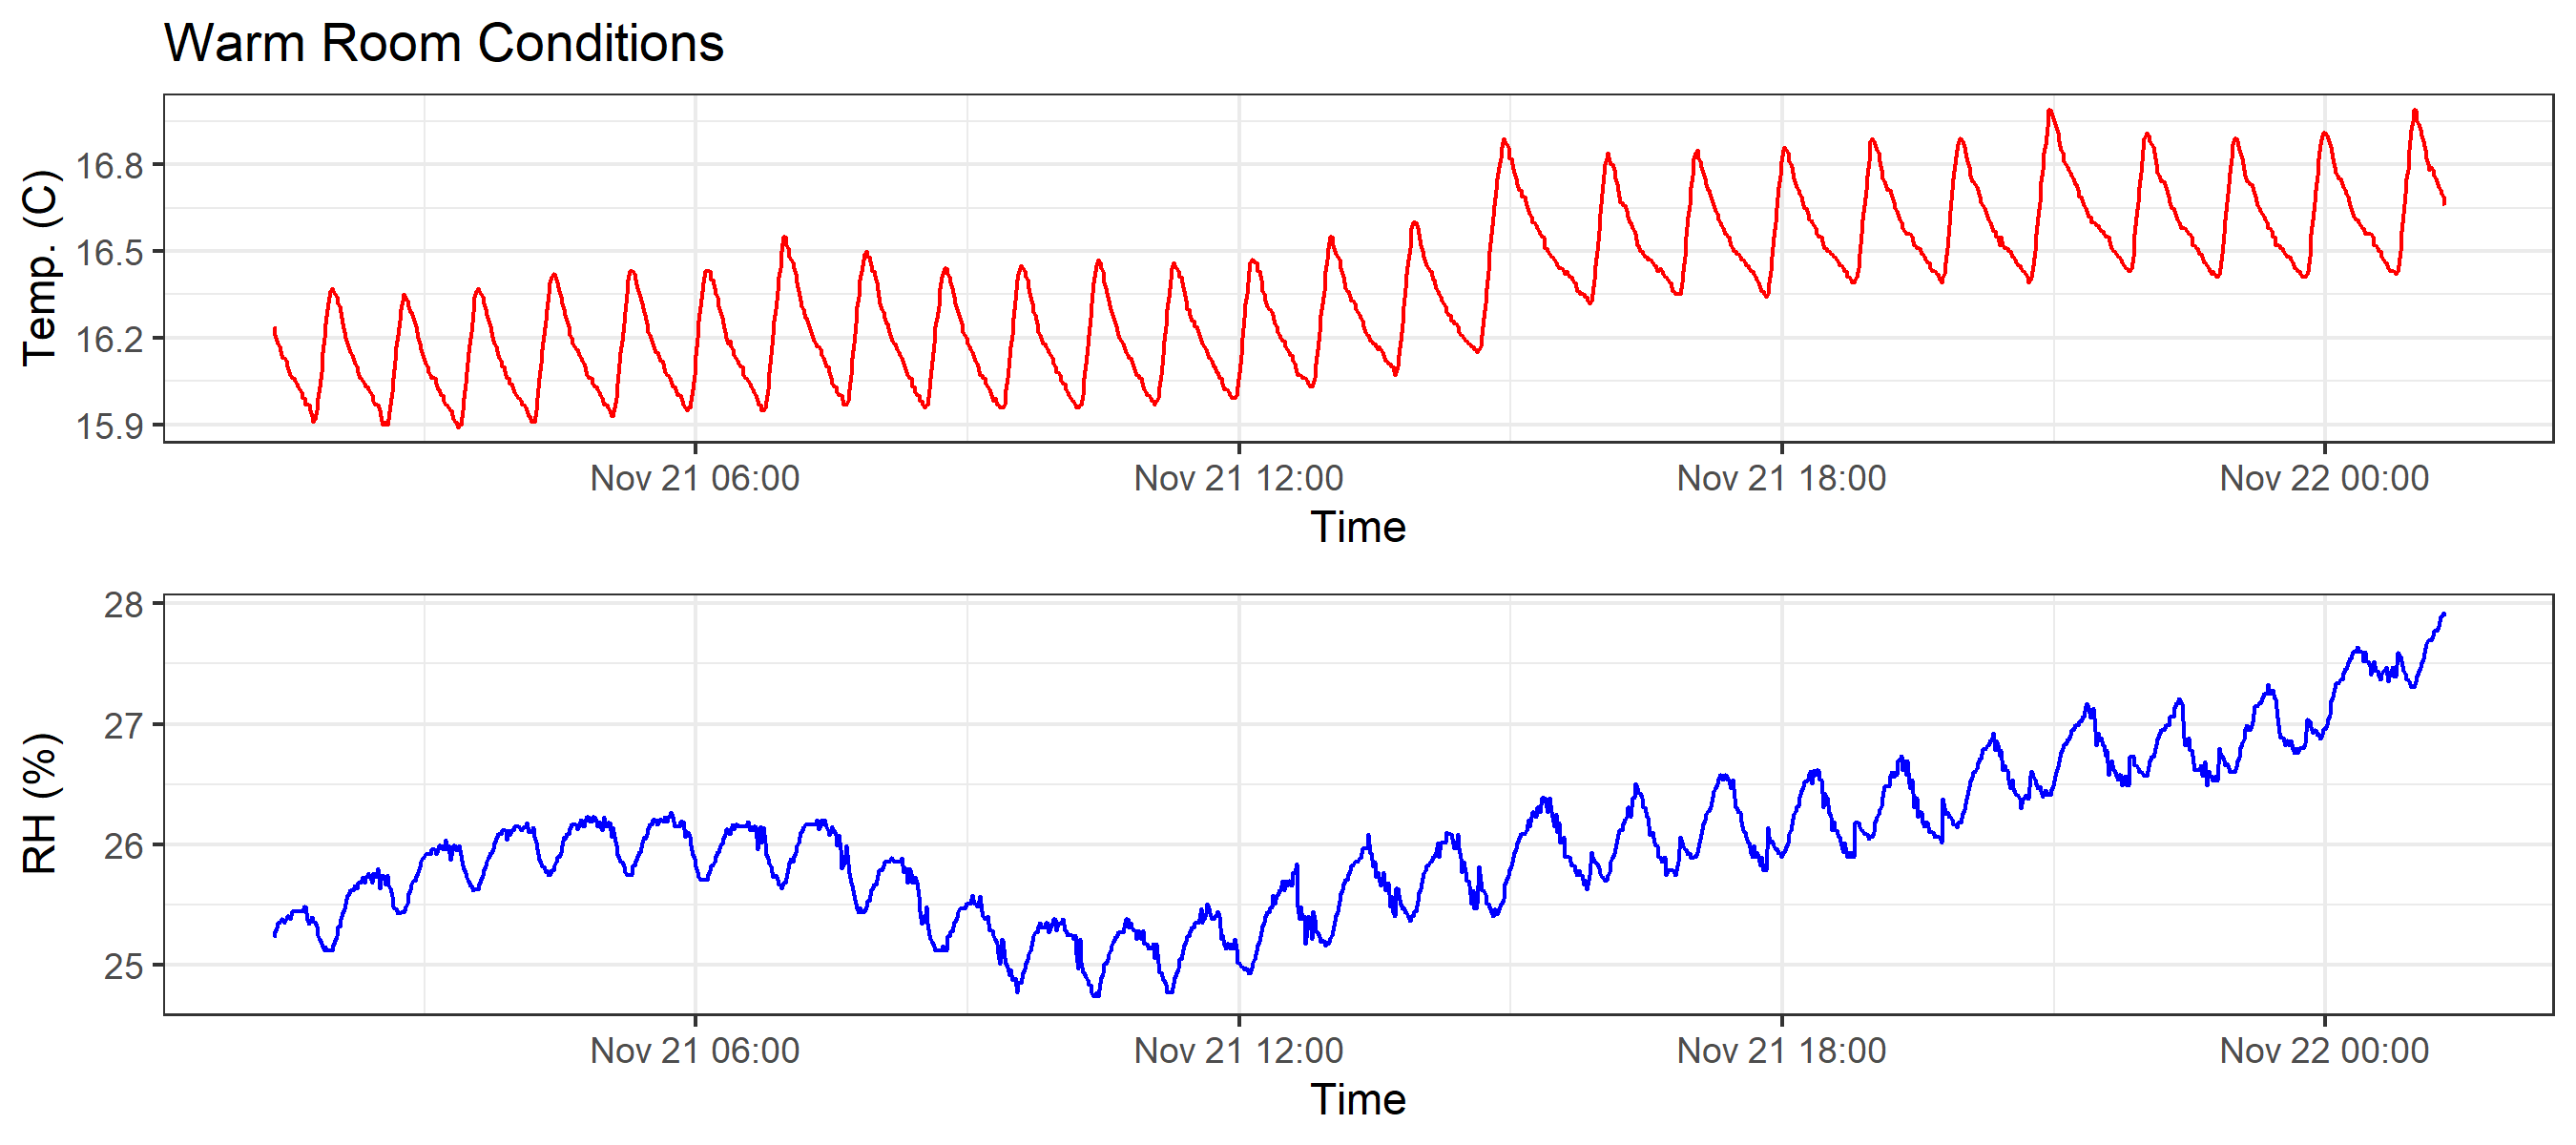 Warm Room Conditions
Temp. (C)
16.8
16.5
16.2
15.9
Nov 21 06:00 Nov 21 12:00 Nov 21 18:00 Nov 22 00:00
Time
RH (%)
28
27
26
25
Nov 21 06:00 Nov 21 12:00 Nov 21 18:00 Nov 22 00:00
Time